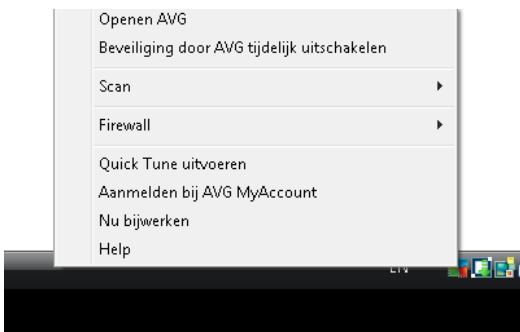 Openen AVG
Beveiliging door AVG tijdelijk uitschakelen
Scan
Firewall
Quick Tune uitvoeren
Aanmelden bij AVG MyAccount
Nu bijwerken
Help